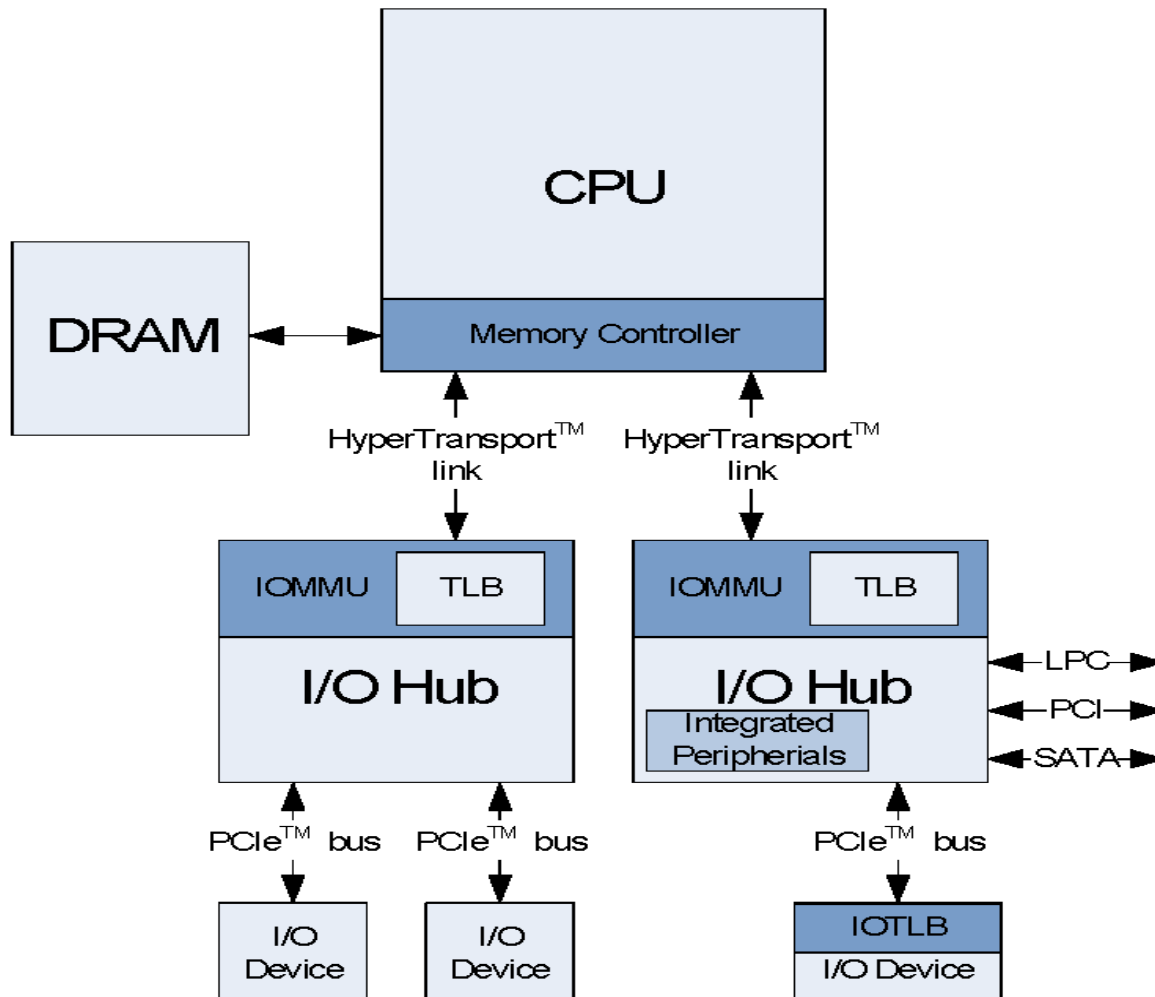 CPU
DRAM
Memory Controller
HyperTransport™
link
HyperTransport™
link
IOMMU
TLB
IOMMU
TLB
I/O Hub
I/O Hub
Integrated
Peripherials
LPC
PCI
SATA
PCIe™ bus
PCIe™ bus
PCIe™ bus
I/O
Device
I/O
Device
IOTLB
I/O Device